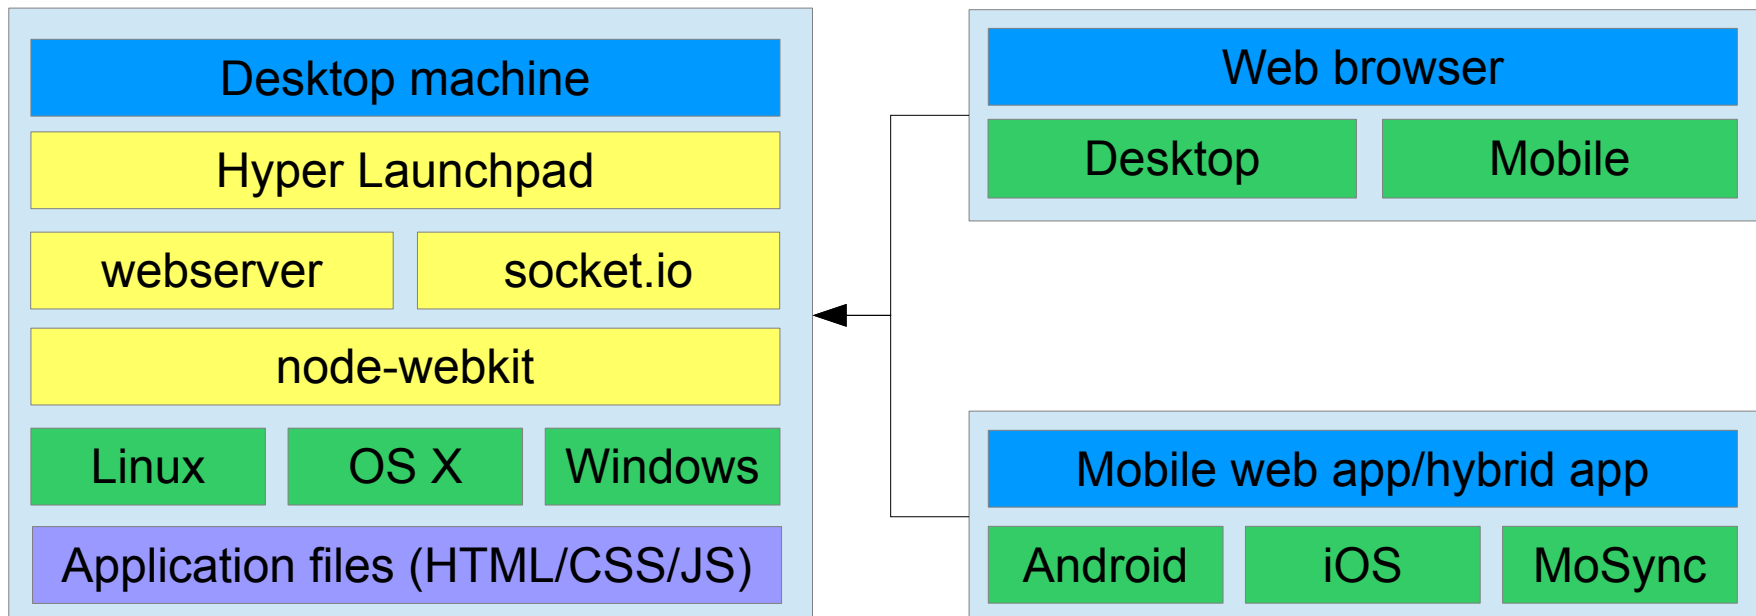 Desktop machine
Hyper Launchpad
webserver
socket.io
node-webkit
Linux
OS X
Windows
Application files (HTML/CSS/JS)
Web browser
Desktop
Mobile
Mobile web app/hybrid app
Android
iOS
MoSync